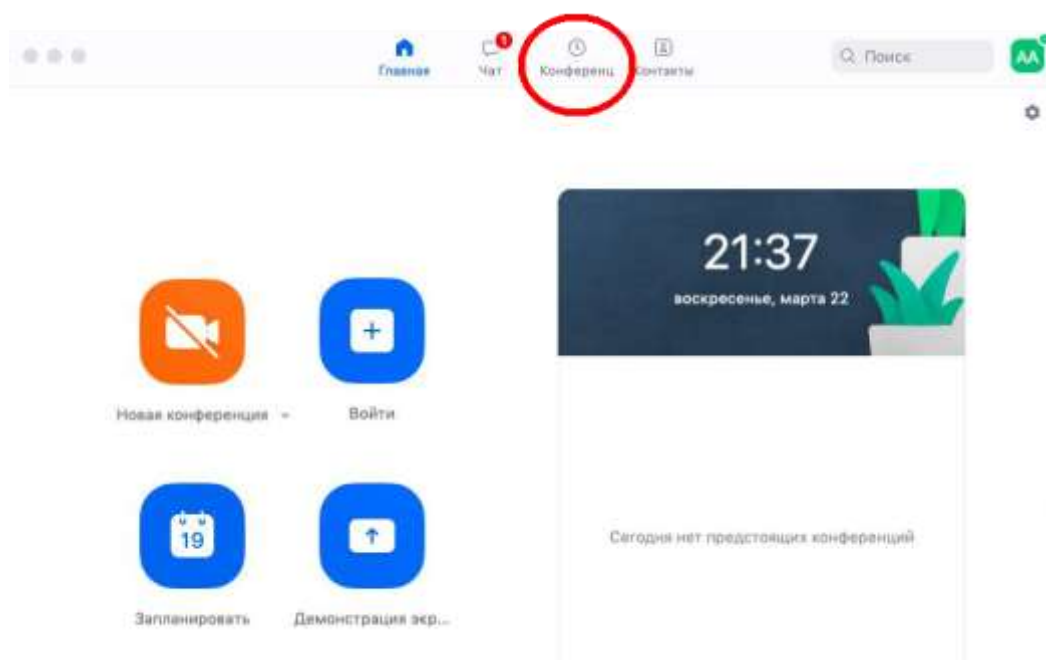 1
Главная Чат Конференц Контакты Поиск AA
21:37
воскресенье, марта 22
Новая конференция Войти
19
Сегодня нет предстоящих конференций
Запланировать Демонстрация экр...